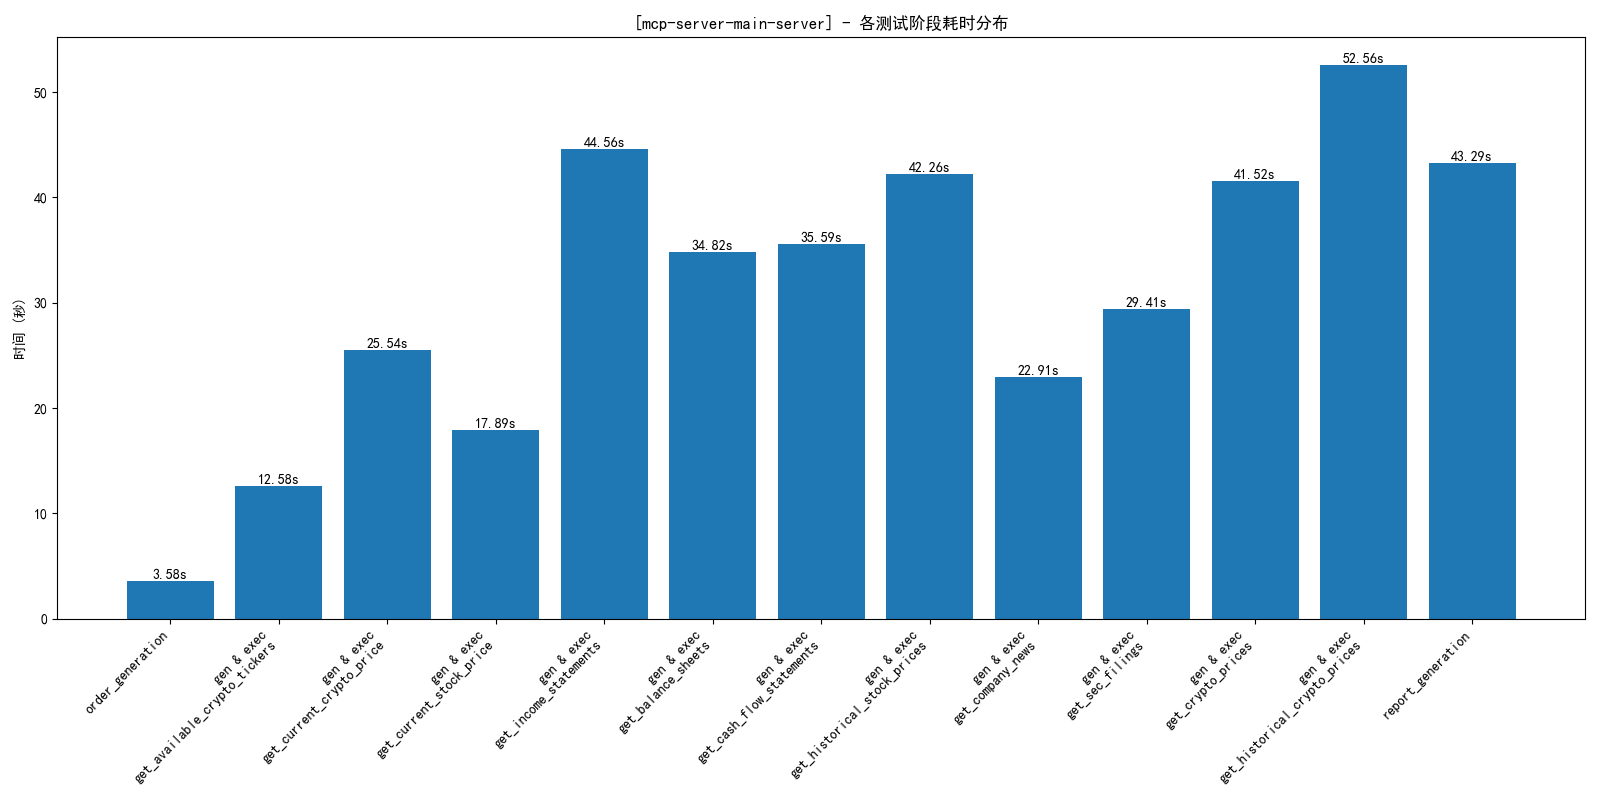 [mcp-server-main-server] - 各测试阶段耗时分布
时间 (秒)
50
40
30
20
10
0
3.58s
12.58s
25.54s
17.89s
44.56s
34.82s
35.59s
42.26s
22.91s
29.41s
41.52s
52.56s
43.29s
order_generation
gen & exec
get_available_crypto_tickers
gen & exec
get_current_crypto_price
gen & exec
get_current_stock_price
gen & exec
get_income_statements
gen & exec
get_balance_sheets
gen & exec
get_cash_flow_statements
gen & exec
get_historical_stock_prices
gen & exec
get_company_news
gen & exec
get_sec_filings
gen & exec
get_crypto_prices
gen & exec
get_historical_crypto_prices
report_generation